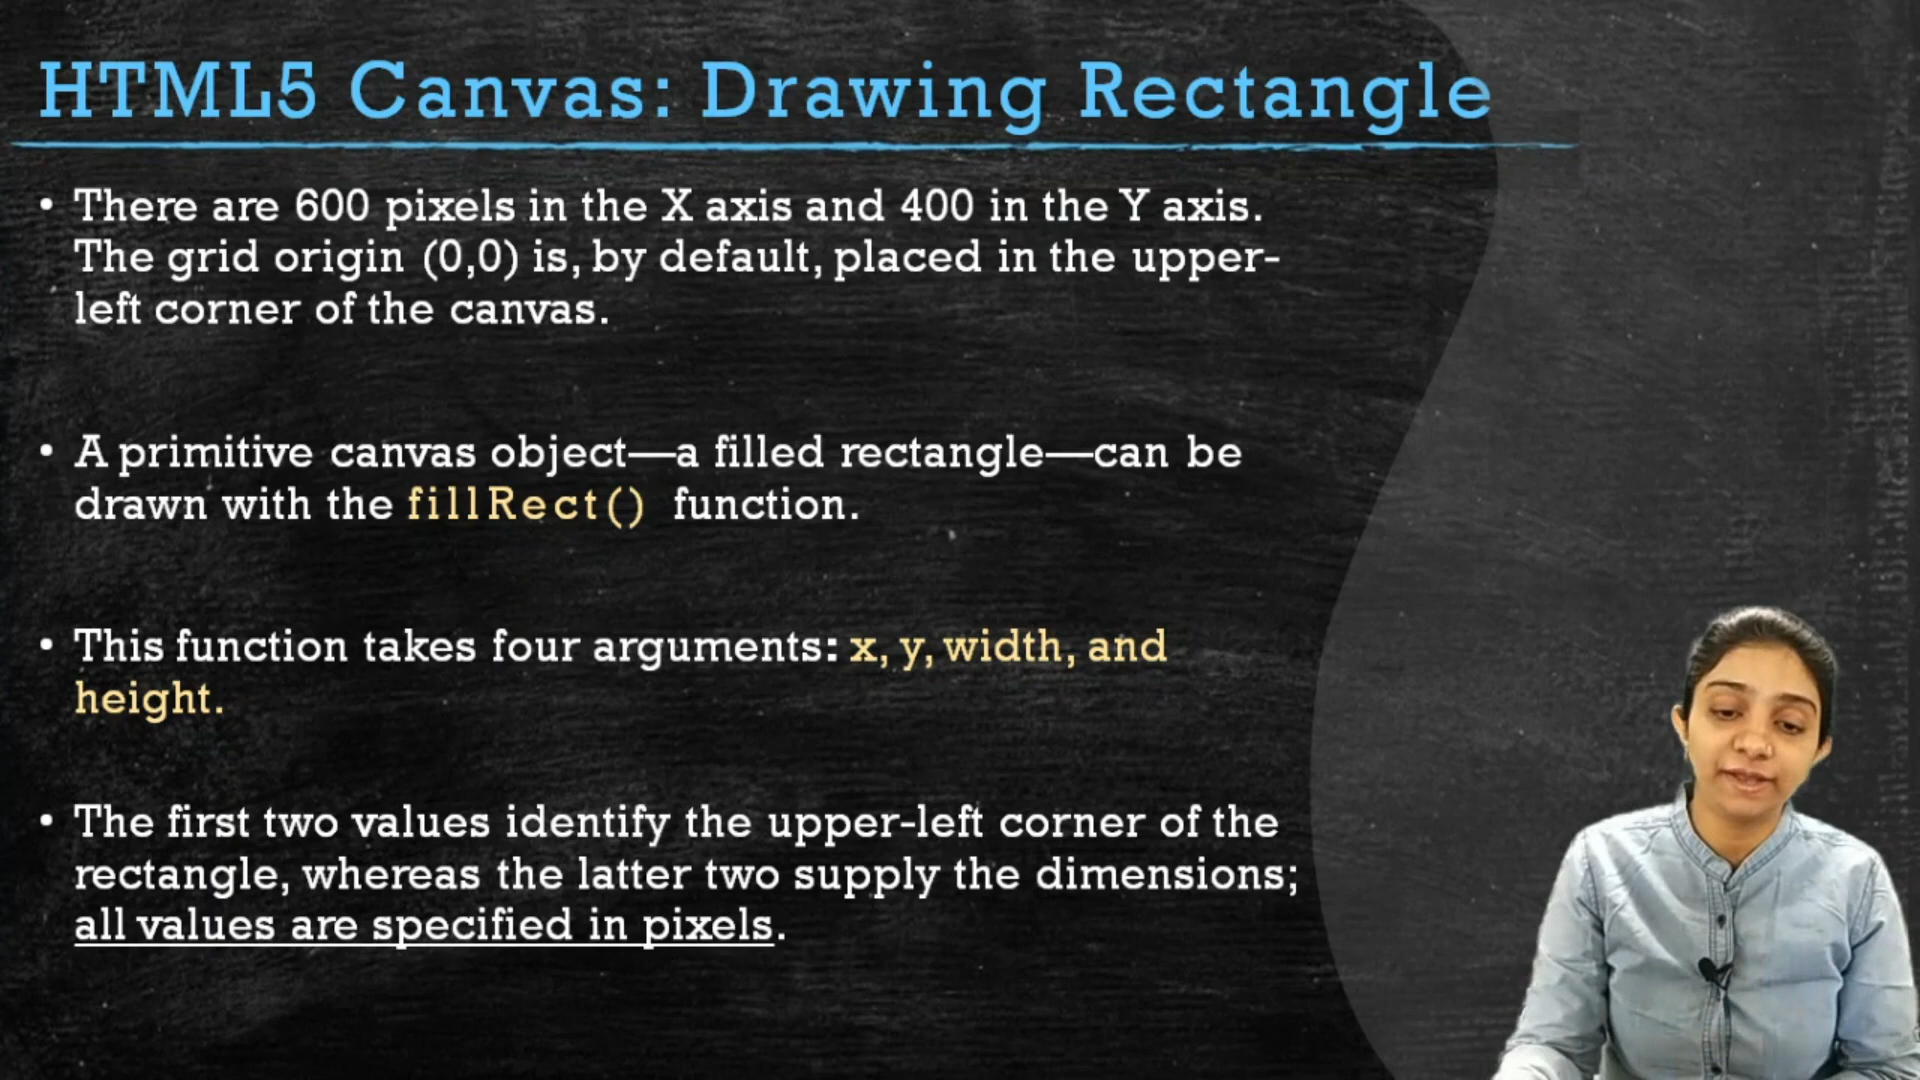 HTML5 Canvas: Drawing Rectangle
• There are 600 pixels in the X axis and 400 in the Y axis.
The grid origin (0,0) is, by default, placed in the upper-
left corner of the canvas.
• A primitive canvas object—a filled rectangle—can be
drawn with the fillRect() function.
• This function takes four arguments: x, y, width, and
height.
• The first two values identify the upper-left corner of the
rectangle, whereas the latter two supply the dimensions;
all values are specified in pixels.